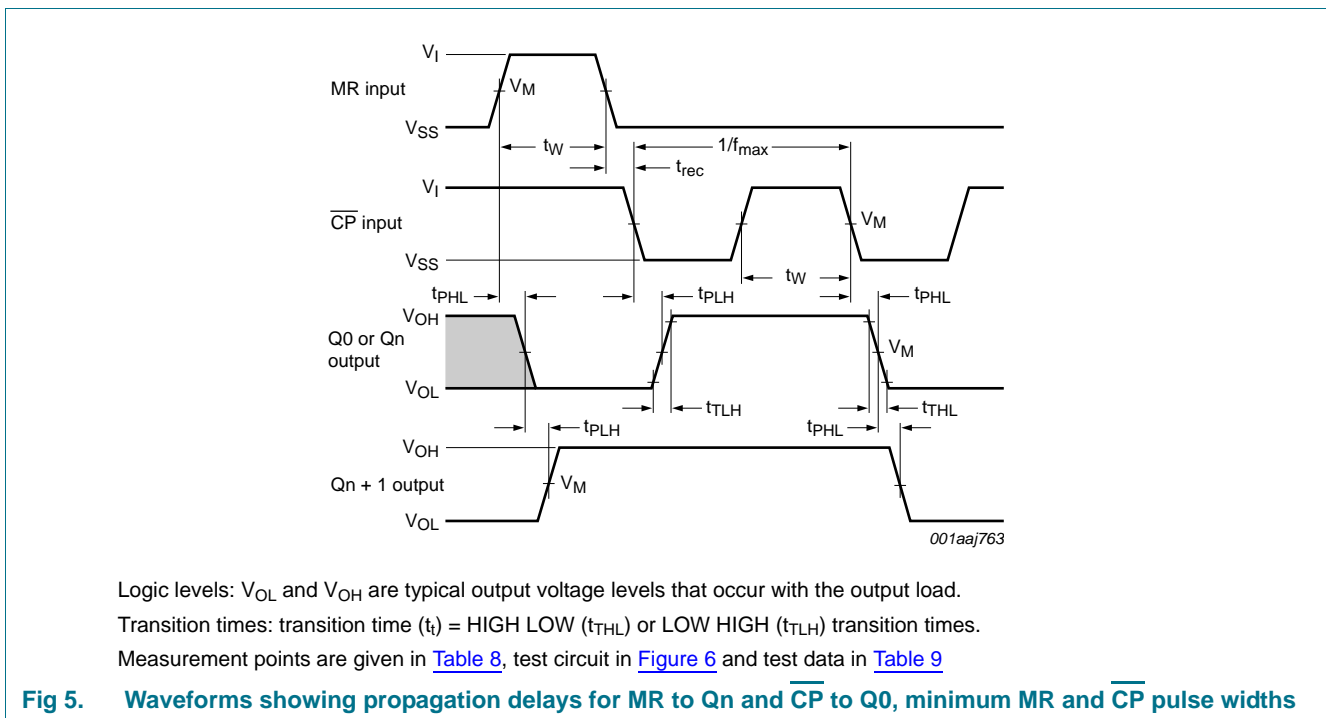 V_I
MR input
V_M
V_SS
t_W
1/f_max
t_rec
V_I
C̅P̅ input
V_M
V_SS
t_W
t_PHL
t_PLH
t_PHL
V_OH
Q0 or Qn
output
V_M
V_OL
t_TLH
t_THL
t_PLH
t_PHL
V_OH
Qn + 1 output
V_M
V_OL
001aaj763
Logic levels: V_OL and V_OH are typical output voltage levels that occur with the output load.
Transition times: transition time (t_t) = HIGH LOW (t_THL) or LOW HIGH (t_TLH) transition times.
Measurement points are given in Table 8, test circuit in Figure 6 and test data in Table 9
Fig 5. Waveforms showing propagation delays for MR to Qn and C̅P̅ to Q0, minimum MR and C̅P̅ pulse widths